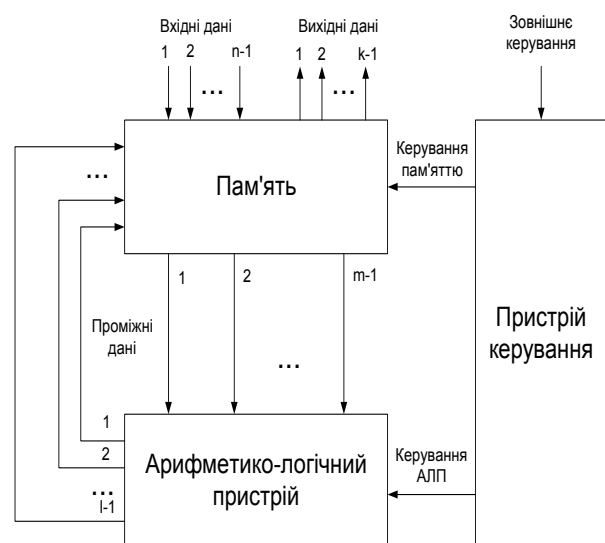 Вхідні дані
Вихідні дані
Зовнішнє
керування
1 2 n-1
...
1 2 k-1
...
Керування
пам'яттю
...
Пам'ять
1 2 m-1
Проміжні
дані
...
Пристрій
керування
1
2
...
l-1
Арифметико-логічний
пристрій
Керування
АЛП